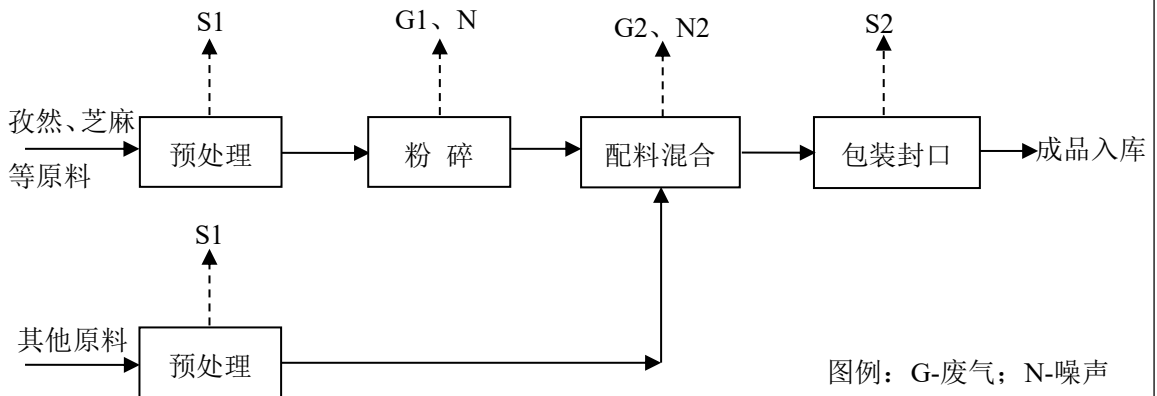 S1
G1、N
G2、N2
S2
孜然、芝麻
等原料
预处理
粉 碎
配料混合
包装封口
成品入库
S1
其他原料
预处理
图例：G-废气；N-噪声